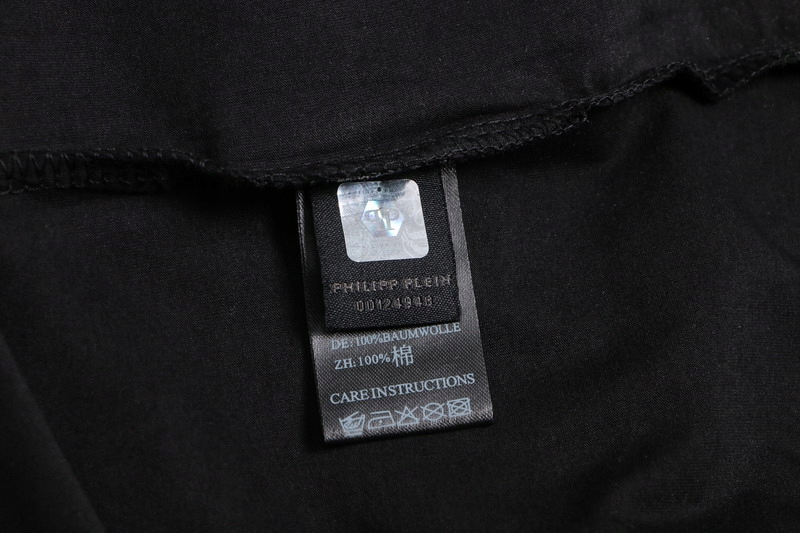 PHILIPP PLEIN
00124948
DE:100%BAUMWOLLE
ZH:100%棉
CARE INSTRUCTIONS